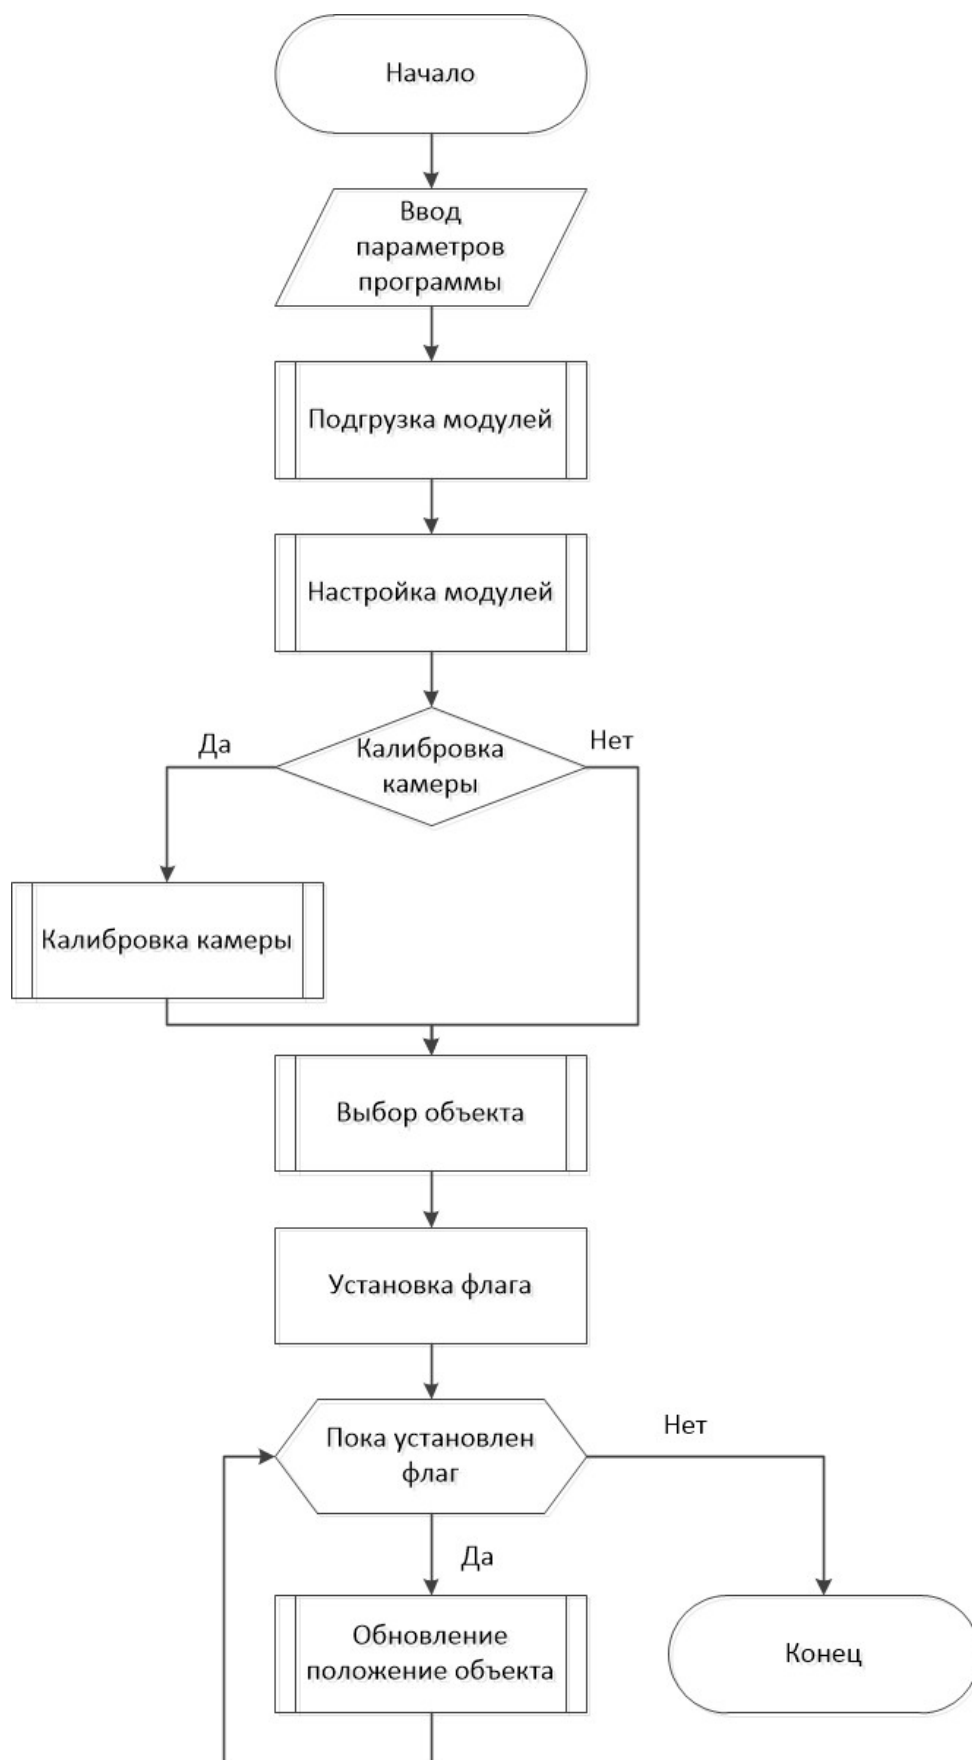 Начало
Ввод
параметров
программы
Подгрузка модулей
Настройка модулей
Да
Калибровка
камеры
Нет
Калибровка камеры
Выбор объекта
Установка флага
Пока установлен
флаг
Нет
Да
Обновление
положение объекта
Конец